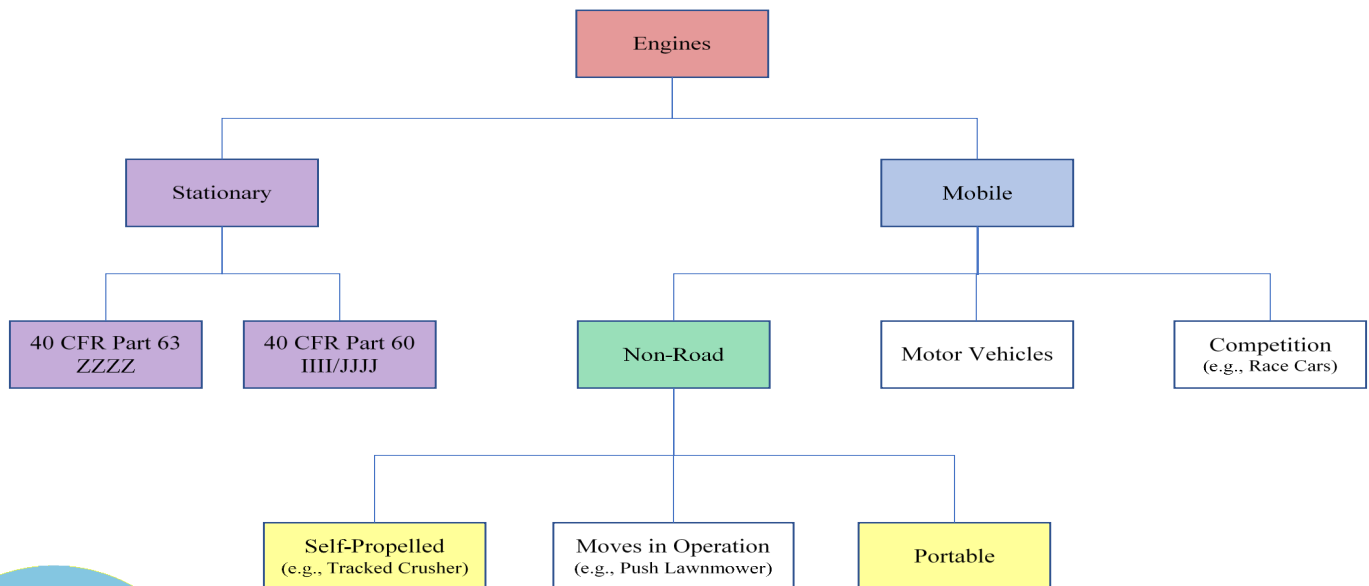 Engines
Stationary
Mobile
40 CFR Part 63
ZZZZ
40 CFR Part 60
IIII/JJJJ
Non-Road
Motor Vehicles
Competition
(e.g., Race Cars)
Self-Propelled
(e.g., Tracked Crusher)
Moves in Operation
(e.g., Push Lawnmower)
Portable